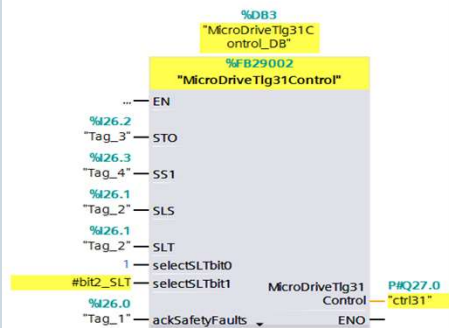 %DB3
"MicroDriveTlg31C
ontrol_DB"
%FB29002
"MicroDriveTlg31Control"
... — EN
%I26.2
"Tag_3" — STO
%I26.3
"Tag_4" — SS1
%I26.1
"Tag_2" — SLS
%I26.1
"Tag_2" — SLT
1 — selectSLTbit0
#bit2_SLT — selectSLTbit1
MicroDriveTlg31
Control
P#Q27.0
"ctrl31"
%I26.0
"Tag_1" — ackSafetyFaults
ENO